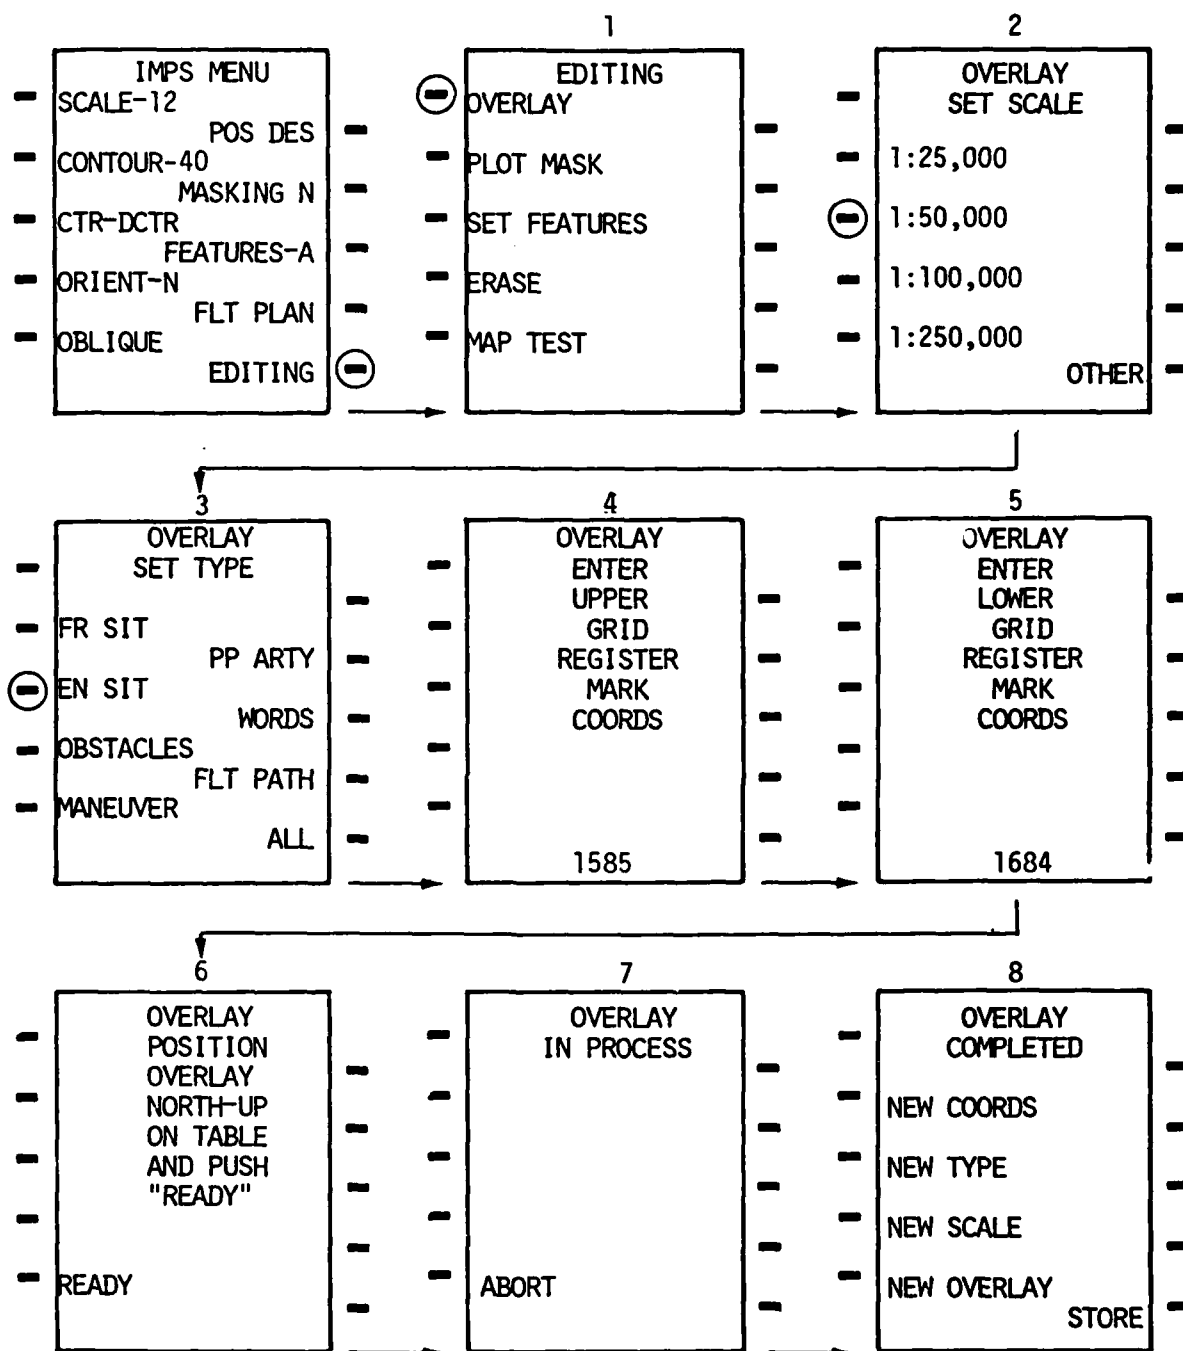 1
2
IMPS MENU
SCALE-12
POS DES
CONTOUR-40
MASKING N
CTR-DCTR
FEATURES-A
ORIENT-N
FLT PLAN
OBLIQUE
EDITING
EDITING
OVERLAY
PLOT MASK
SET FEATURES
ERASE
MAP TEST
OVERLAY
SET SCALE
1:25,000
1:50,000
1:100,000
1:250,000
OTHER
3
4
5
OVERLAY
SET TYPE
FR SIT
PP ARTY
EN SIT
WORDS
OBSTACLES
FLT PATH
MANEUVER
ALL
OVERLAY
ENTER
UPPER
GRID
REGISTER
MARK
COORDS
1585
OVERLAY
ENTER
LOWER
GRID
REGISTER
MARK
COORDS
1684
6
7
8
OVERLAY
POSITION
OVERLAY
NORTH-UP
ON TABLE
AND PUSH
"READY"
READY
OVERLAY
IN PROCESS
ABORT
OVERLAY
COMPLETED
NEW COORDS
NEW TYPE
NEW SCALE
NEW OVERLAY
STORE